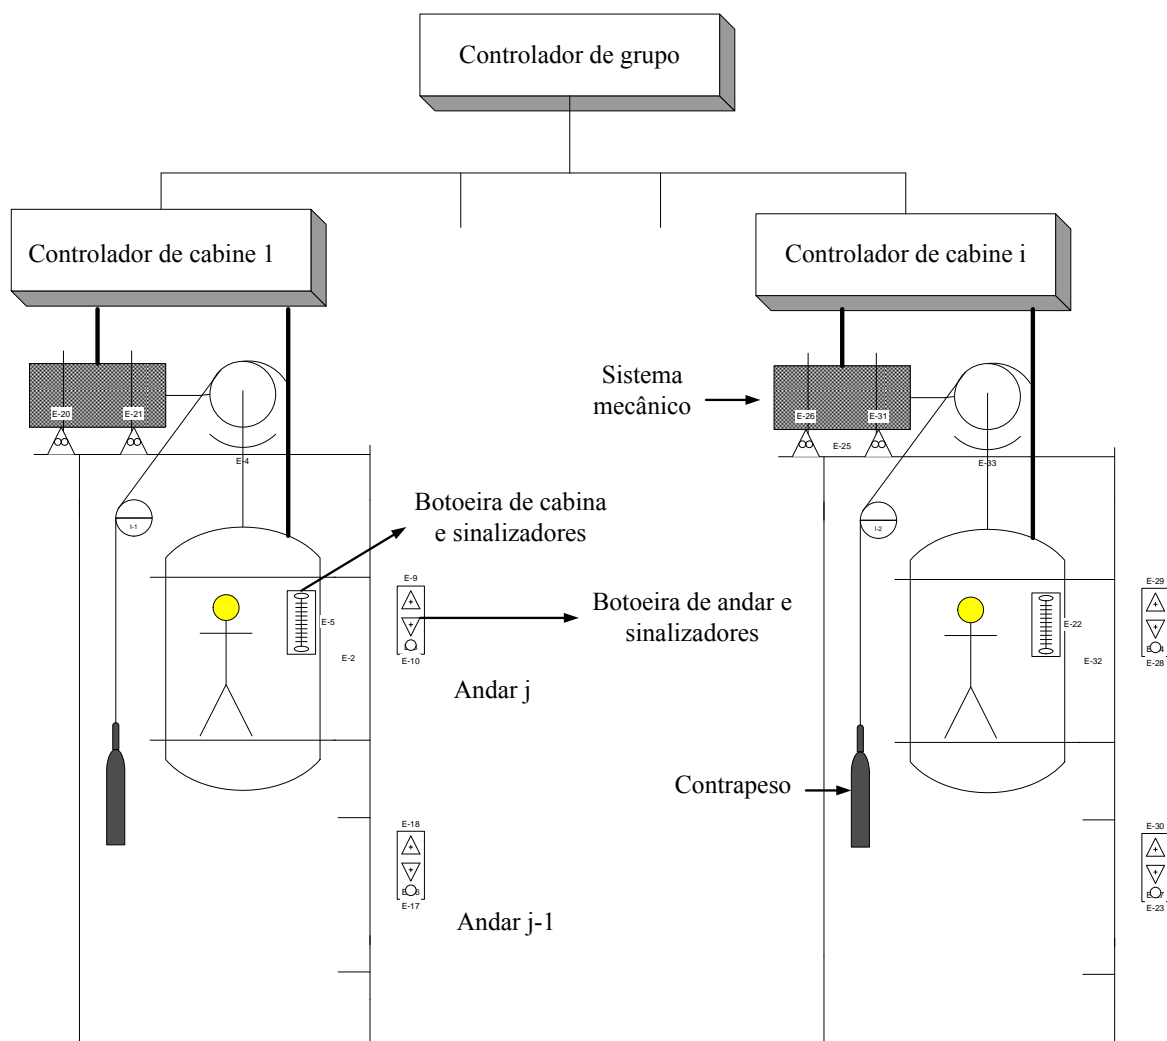 Controlador de grupo
Controlador de cabine 1
Controlador de cabine i
Sistema
mecânico
E-20
E-21
E-26
E-31
E-25
E-4
E-33
I-1
I-2
Botoeira de cabina
e sinalizadores
E-9
E-29
E-5
E-22
Botoeira de andar e
sinalizadores
E-2
E-10
E-32
E-28
Andar j
Contrapeso
E-18
E-30
E-17
E-23
Andar j-1